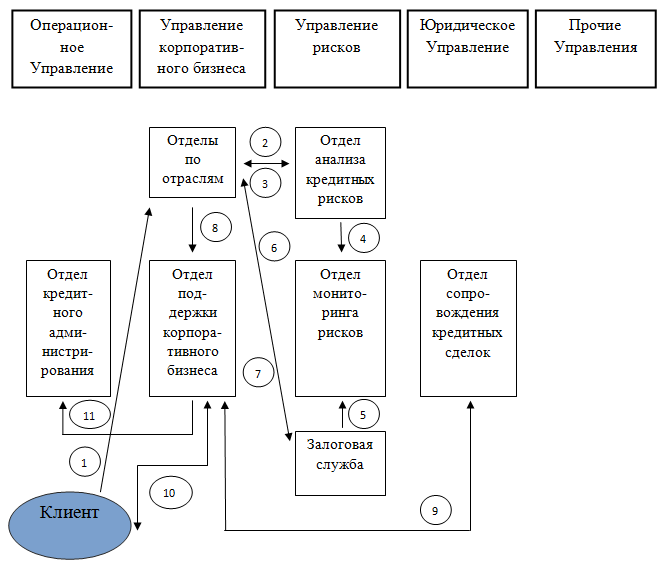 Операцион-
ное
Управление
Управление
корпоратив-
ного бизнеса
Управление
рисков
Юридическое
Управление
Прочие
Управления
Отделы
по
отраслям
2
3
Отдел
анализа
кредитных
рисков
8
6
4
Отдел
кредит-
ного
адми-
нистри-
рования
Отдел
под-
держки
корпора-
тивного
бизнеса
Отдел
монито-
ринга
рисков
Отдел
сопро-
вождения
кредитных
сделок
7
11
5
1
Залоговая
служба
10
9
Клиент